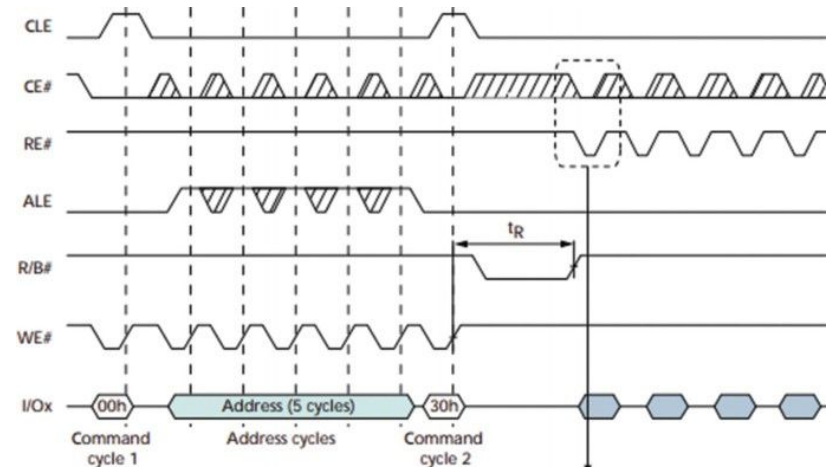 CLE
CE#
RE#
ALE
tR
R/B#
WE#
I/Ox
00h
Address (5 cycles)
30h
Command
cycle 1
Address cycles
Command
cycle 2